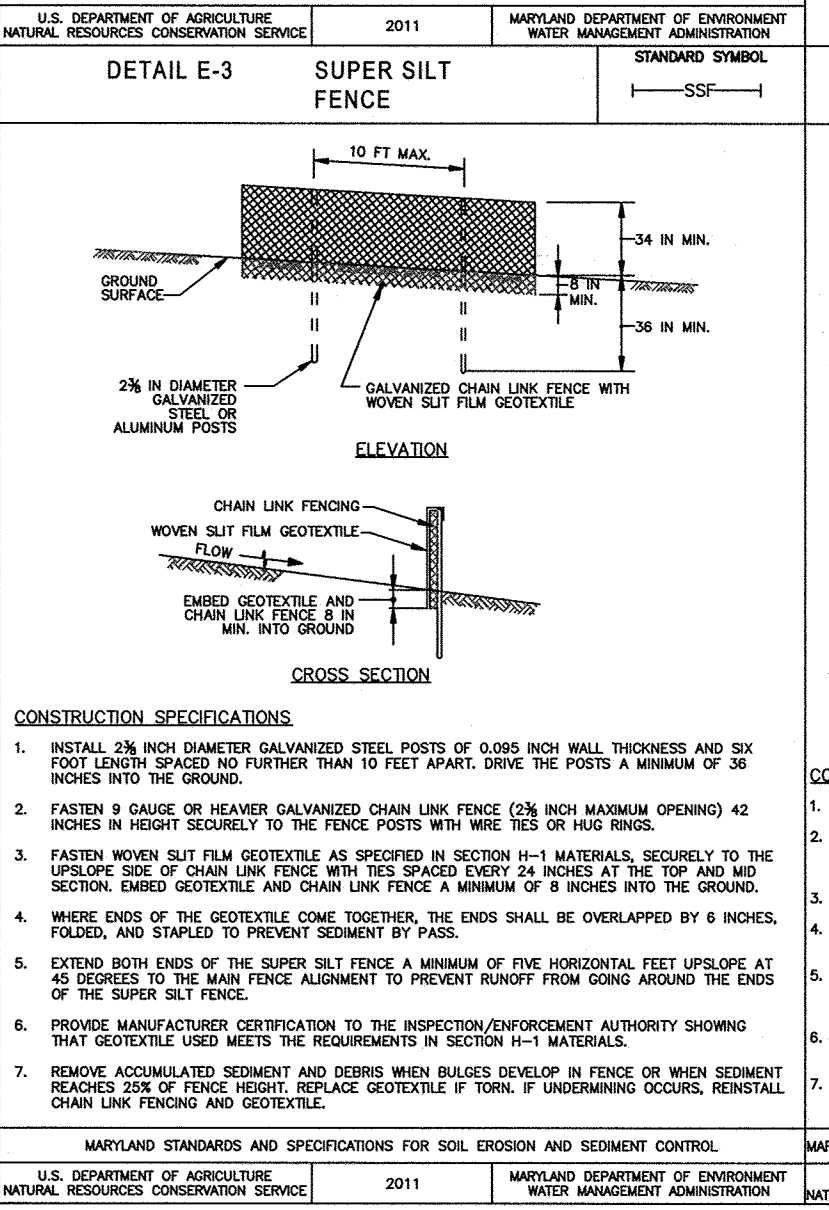 U.S. DEPARTMENT OF AGRICULTURE
NATURAL RESOURCES CONSERVATION SERVICE
2011
MARYLAND DEPARTMENT OF ENVIRONMENT
WATER MANAGEMENT ADMINISTRATION
DETAIL E-3
SUPER SILT
FENCE
STANDARD SYMBOL
SSF
10 FT MAX.
34 IN MIN.
GROUND
SURFACE
8 IN
MIN.
36 IN MIN.
2⅜ IN DIAMETER
GALVANIZED
STEEL OR
ALUMINUM POSTS
GALVANIZED CHAIN LINK FENCE WITH
WOVEN SLIT FILM GEOTEXTILE
ELEVATION
CHAIN LINK FENCING
WOVEN SLIT FILM GEOTEXTILE
FLOW
EMBED GEOTEXTILE AND
CHAIN LINK FENCE 8 IN
MIN. INTO GROUND
CROSS SECTION
CONSTRUCTION SPECIFICATIONS
1. INSTALL 2⅜ INCH DIAMETER GALVANIZED STEEL POSTS OF 0.095 INCH WALL THICKNESS AND SIX
FOOT LENGTH SPACED NO FURTHER THAN 10 FEET APART. DRIVE THE POSTS A MINIMUM OF 36
INCHES INTO THE GROUND.
2. FASTEN 9 GAUGE OR HEAVIER GALVANIZED CHAIN LINK FENCE (2⅜ INCH MAXIMUM OPENING) 42
INCHES IN HEIGHT SECURELY TO THE FENCE POSTS WITH WIRE TIES OR HUG RINGS.
3. FASTEN WOVEN SLIT FILM GEOTEXTILE AS SPECIFIED IN SECTION H-1 MATERIALS, SECURELY TO THE
UPSLOPE SIDE OF CHAIN LINK FENCE WITH TIES SPACED EVERY 24 INCHES AT THE TOP AND MID
SECTION. EMBED GEOTEXTILE AND CHAIN LINK FENCE A MINIMUM OF 8 INCHES INTO THE GROUND.
4. WHERE ENDS OF THE GEOTEXTILE COME TOGETHER, THE ENDS SHALL BE OVERLAPPED BY 6 INCHES,
FOLDED, AND STAPLED TO PREVENT SEDIMENT BY PASS.
5. EXTEND BOTH ENDS OF THE SUPER SILT FENCE A MINIMUM OF FIVE HORIZONTAL FEET UPSLOPE AT
45 DEGREES TO THE MAIN FENCE ALIGNMENT TO PREVENT RUNOFF FROM GOING AROUND THE ENDS
OF THE SUPER SILT FENCE.
6. PROVIDE MANUFACTURER CERTIFICATION TO THE INSPECTION/ENFORCEMENT AUTHORITY SHOWING
THAT GEOTEXTILE USED MEETS THE REQUIREMENTS IN SECTION H-1 MATERIALS.
7. REMOVE ACCUMULATED SEDIMENT AND DEBRIS WHEN BULGES DEVELOP IN FENCE OR WHEN SEDIMENT
REACHES 25% OF FENCE HEIGHT. REPLACE GEOTEXTILE IF TORN. IF UNDERMINING OCCURS, REINSTALL
CHAIN LINK FENCING AND GEOTEXTILE.
MARYLAND STANDARDS AND SPECIFICATIONS FOR SOIL EROSION AND SEDIMENT CONTROL
U.S. DEPARTMENT OF AGRICULTURE
NATURAL RESOURCES CONSERVATION SERVICE
2011
MARYLAND DEPARTMENT OF ENVIRONMENT
WATER MANAGEMENT ADMINISTRATION
CO
1.
2.
3.
4.
5.
6.
7.
MAR
NAT